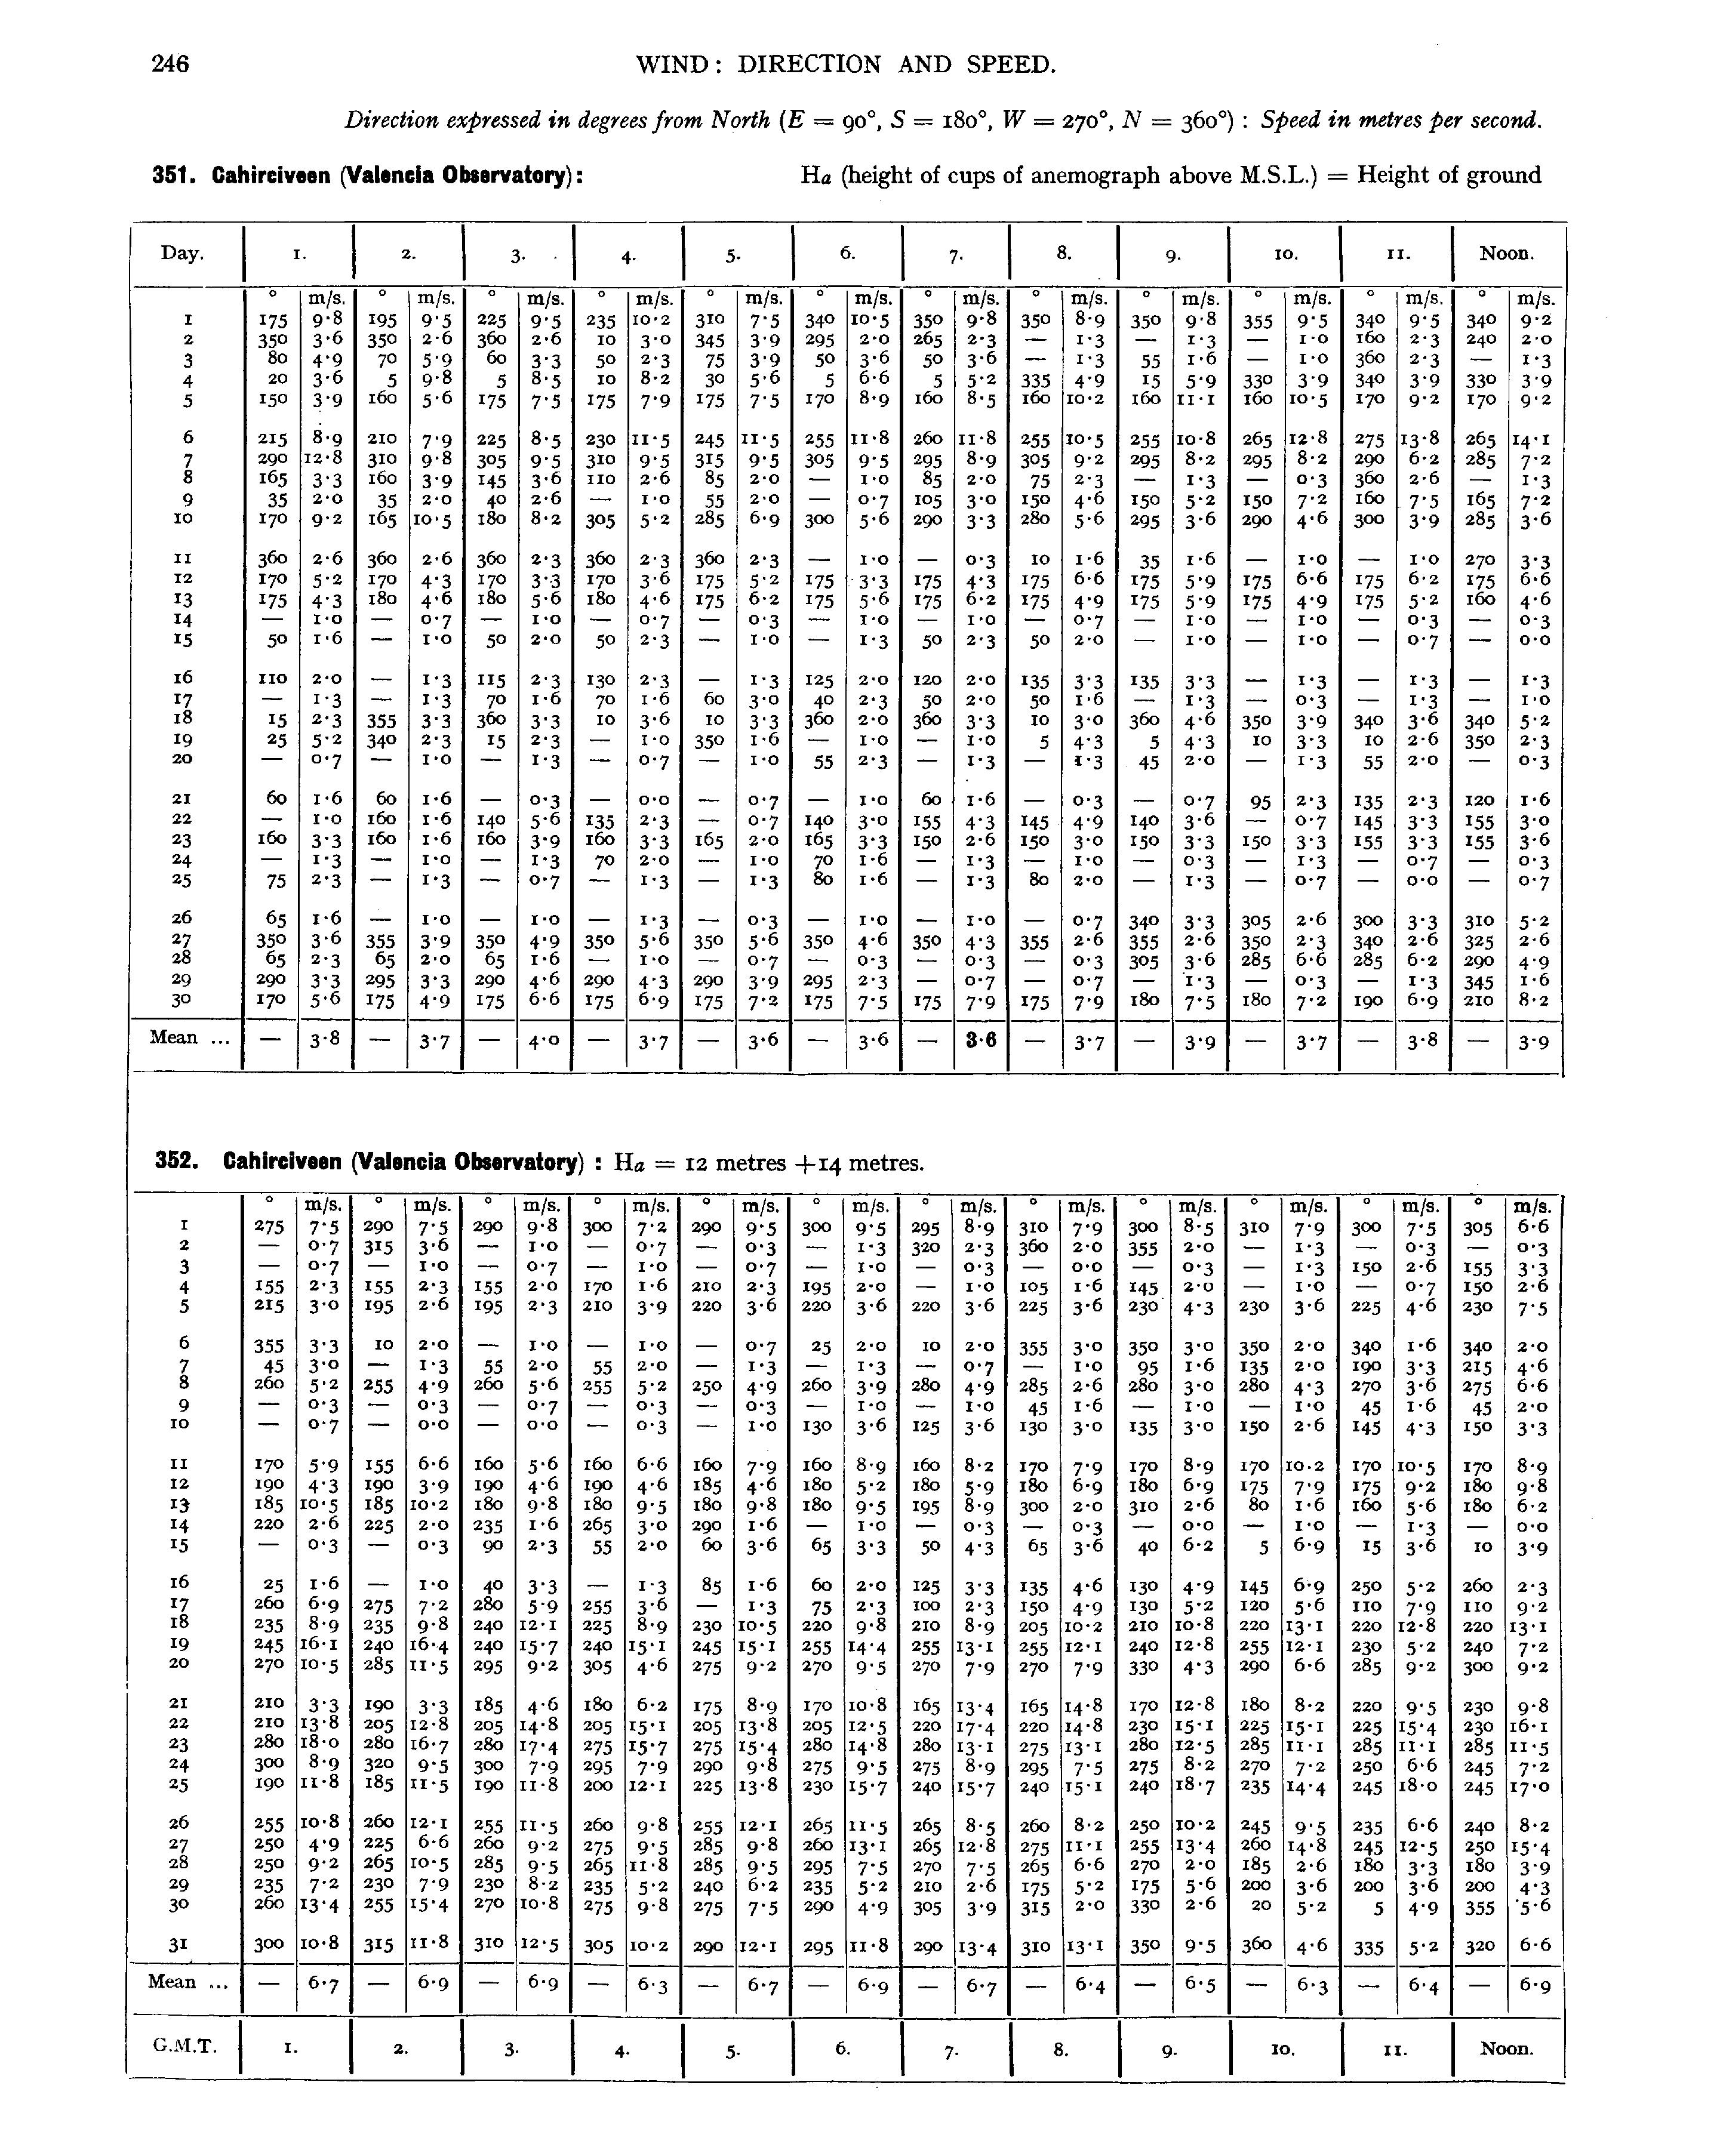 246
WIND: DIRECTION AND SPEED.
Direction expressed in degrees from North (E = 90°, S = 180°, W = 270°, N = 360°) : Speed in metres per second.
351. Cahirciveen (Valencia Observatory) : Ha (height of cups of anemograph above M.S.L.) = Height of ground
Day. 1. 2. 3. 4. 5. 6. 7. 8. 9. 10. 11. Noon.
° m/s. ° m/s. ° m/s. ° m/s. ° m/s. ° m/s. ° m/s. ° m/s. ° m/s. ° m/s. ° m/s. ° m/s.
1 175 9·8 195 9·5 225 9·5 235 10·2 310 7·5 340 10·5 350 9·8 350 8·9 350 9·8 355 9·5 340 9·5 340 9·2
2 350 3·6 350 2·6 360 2·6 10 3·0 345 3·9 295 2·0 265 2·3 — 1·3 — 1·3 — 1·0 160 2·3 240 2·0
3 80 4·9 70 5·9 60 3·3 50 2·3 75 3·9 50 3·6 50 3·6 — 1·3 55 1·6 — 1·0 360 2·3 — 1·3
4 20 3·6 5 9·8 5 8·5 10 8·2 30 5·6 5 6·6 5 5·2 335 4·9 15 5·9 330 3·9 340 3·9 330 3·9
5 150 3·9 160 5·6 175 7·5 175 7·9 175 7·5 170 8·9 160 8·5 160 10·2 160 11·1 160 10·5 170 9·2 170 9·2
6 215 8·9 210 7·9 225 8·5 230 11·5 245 11·5 255 11·8 260 11·8 255 10·5 255 10·8 265 12·8 275 13·8 265 14·1
7 290 12·8 310 9·8 305 9·5 310 9·5 315 9·5 305 9·5 295 8·9 305 9·2 295 8·2 295 8·2 290 6·2 285 7·2
8 165 3·3 160 3·9 145 3·6 110 2·6 85 2·0 — 1·0 85 2·0 75 2·3 — 1·3 — 0·3 360 2·6 — 1·3
9 35 2·0 35 2·0 40 2·6 — 1·0 55 2·0 — 0·7 105 3·0 150 4·6 150 5·2 150 7·2 160 7·5 165 7·2
10 170 9·2 165 10·5 180 8·2 305 5·2 285 6·9 300 5·6 290 3·3 280 5·6 295 3·6 290 4·6 300 3·9 285 3·6
11 360 2·6 360 2·6 360 2·3 360 2·3 360 2·3 — 1·0 — 0·3 10 1·6 35 1·6 — 1·0 — 1·0 270 3·3
12 170 5·2 170 4·3 170 3·3 170 3·6 175 5·2 175 3·3 175 4·3 175 6·6 175 5·9 175 6·6 175 6·2 175 6·6
13 175 4·3 180 4·6 180 5·6 180 4·6 175 6·2 175 5·6 175 6·2 175 4·9 175 5·9 175 4·9 175 5·2 160 4·6
14 — 1·0 — 0·7 — 1·0 — 0·7 — 0·3 — 1·0 — 1·0 — 0·7 — 1·0 — 1·0 — 0·3 — 0·3
15 50 1·6 — 1·0 50 2·0 50 2·3 — 1·0 — 1·3 50 2·3 50 2·0 — 1·0 — 1·0 — 0·7 — 0·0
16 110 2·0 — 1·3 115 2·3 130 2·3 — 1·3 125 2·0 120 2·0 135 3·3 135 3·3 — 1·3 — 1·3 — 1·3
17 — 1·3 — 1·3 70 1·6 70 1·6 60 3·0 40 2·3 50 2·0 50 1·6 — 1·3 — 0·3 — 1·3 — 1·0
18 15 2·3 355 3·3 360 3·3 10 3·6 10 3·3 360 2·0 360 3·3 10 3·0 360 4·6 350 3·9 340 3·6 340 5·2
19 25 5·2 340 2·3 15 2·3 — 1·0 350 1·6 — 1·0 — 1·0 5 4·3 5 4·3 10 3·3 10 2·6 350 2·3
20 — 0·7 — 1·0 — 1·3 — 0·7 — 1·0 55 2·3 — 1·3 — 1·3 45 2·0 — 1·3 55 2·0 — 0·3
21 60 1·6 60 1·6 — 0·3 — 0·0 — 0·7 — 1·0 60 1·6 — 0·3 — 0·7 95 2·3 135 2·3 120 1·6
22 — 1·0 160 1·6 140 5·6 135 2·3 — 0·7 140 3·0 155 4·3 145 4·9 140 3·6 — 0·7 145 3·3 155 3·0
23 160 3·3 160 1·6 160 3·9 160 3·3 165 2·0 165 3·3 150 2·6 150 3·0 150 3·3 150 3·3 155 3·3 155 3·6
24 — 1·3 — 1·0 — 1·3 70 2·0 — 1·0 70 1·6 — 1·3 — 1·0 — 0·3 — 1·3 — 0·7 — 0·3
25 75 2·3 — 1·3 — 0·7 — 1·3 — 1·3 80 1·6 — 1·3 80 2·0 — 1·3 — 0·7 — 0·0 — 0·7
26 65 1·6 — 1·0 — 1·0 — 1·3 — 0·3 — 1·0 — 1·0 — 0·7 340 3·3 305 2·6 300 3·3 310 5·2
27 350 3·6 355 3·9 350 4·9 350 5·6 350 5·6 350 4·6 350 4·3 355 2·6 355 2·6 350 2·3 340 2·6 325 2·6
28 65 2·3 65 2·0 65 1·6 — 1·0 — 0·7 — 0·3 — 0·3 — 0·3 305 3·6 285 6·6 285 6·2 290 4·9
29 290 3·3 295 3·3 290 4·6 290 4·3 290 3·9 295 2·3 — 0·7 — 0·7 — 1·3 — 0·3 — 1·3 345 1·6
30 170 5·6 175 4·9 175 6·6 175 6·9 175 7·2 175 7·5 175 7·9 175 7·9 180 7·5 180 7·2 190 6·9 210 8·2
Mean ... — 3·8 — 3·7 — 4·0 — 3·7 — 3·6 — 3·6 — 3·6 — 3·7 — 3·9 — 3·7 — 3·8 — 3·9
352. Cahirciveen (Valencia Observatory) : Ha = 12 metres +14 metres.
° m/s. ° m/s. ° m/s. ° m/s. ° m/s. ° m/s. ° m/s. ° m/s. ° m/s. ° m/s. ° m/s. ° m/s.
1 275 7·5 290 7·5 290 9·8 300 7·2 290 9·5 300 9·5 295 8·9 310 7·9 300 8·5 310 7·9 300 7·5 305 6·6
2 — 0·7 315 3·6 — 1·0 — 0·7 — 0·3 — 1·3 320 2·3 360 2·0 355 2·0 — 1·3 — 0·3 — 0·3
3 — 0·7 — 1·0 — 0·7 — 1·0 — 0·7 — 1·0 — 0·3 — 0·0 — 0·3 — 1·3 150 2·6 155 3·3
4 155 2·3 155 2·3 155 2·0 170 1·6 210 2·3 195 2·0 — 1·0 105 1·6 145 2·0 — 1·0 — 0·7 150 2·6
5 215 3·0 195 2·6 195 2·3 210 3·9 220 3·6 220 3·6 220 3·6 225 3·6 230 4·3 230 3·6 225 4·6 230 7·5
6 355 3·3 10 2·0 — 1·0 — 1·0 — 0·7 25 2·0 10 2·0 355 3·0 350 3·0 350 2·0 340 1·6 340 2·0
7 45 3·0 — 1·3 55 2·0 55 2·0 — 1·3 — 1·3 — 0·7 — 1·0 95 1·6 135 2·0 190 3·3 215 4·6
8 260 5·2 255 4·9 260 5·6 255 5·2 250 4·9 260 3·9 280 4·9 285 2·6 280 3·0 280 4·3 270 3·6 275 6·6
9 — 0·3 — 0·3 — 0·7 — 0·3 — 0·3 — 1·0 — 1·0 45 1·6 — 1·0 — 1·0 45 1·6 45 2·0
10 — 0·7 — 0·0 — 0·0 — 0·3 — 1·0 130 3·6 125 3·6 130 3·0 135 3·0 150 2·6 145 4·3 150 3·3
11 170 5·9 155 6·6 160 5·6 160 6·6 160 7·9 160 8·9 160 8·2 170 7·9 170 8·9 170 10·2 170 10·5 170 8·9
12 190 4·3 190 3·9 190 4·6 190 4·6 185 4·6 180 5·2 180 5·9 180 6·9 180 6·9 175 7·9 175 9·2 180 9·8
13 185 10·5 185 10·2 180 9·8 180 9·5 180 9·8 180 9·5 195 8·9 300 2·0 310 2·6 80 1·6 160 5·6 180 6·2
14 220 2·6 225 2·0 235 1·6 265 3·0 290 1·6 — 1·0 — 0·3 — 0·3 — 0·0 — 1·0 — 1·3 — 0·0
15 — 0·3 — 0·3 90 2·3 55 2·0 60 3·6 65 3·3 50 4·3 65 3·6 40 6·2 5 6·9 15 3·6 10 3·9
16 25 1·6 — 1·0 40 3·3 — 1·3 85 1·6 60 2·0 125 3·3 135 4·6 130 4·9 145 6·9 250 5·2 260 2·3
17 260 6·9 275 7·2 280 5·9 255 3·6 — 1·3 75 2·3 100 2·3 150 4·9 130 5·2 120 5·6 110 7·9 110 9·2
18 235 8·9 235 9·8 240 12·1 225 8·9 230 10·5 220 9·8 210 8·9 205 10·2 210 10·8 220 13·1 220 12·8 220 13·1
19 245 16·1 240 16·4 240 15·7 240 15·1 245 15·1 255 14·4 255 13·1 255 12·1 240 12·8 255 12·1 230 5·2 240 7·2
20 270 10·5 285 11·5 295 9·2 305 4·6 275 9·2 270 9·5 270 7·9 270 7·9 330 4·3 290 6·6 285 9·2 300 9·2
21 210 3·3 190 3·3 185 4·6 180 6·2 175 8·9 170 10·8 165 13·4 165 14·8 170 12·8 180 8·2 220 9·5 230 9·8
22 210 13·8 205 12·8 205 14·8 205 15·1 205 13·8 205 12·5 220 17·4 220 14·8 230 15·1 225 15·1 225 15·4 230 16·1
23 280 18·0 280 16·7 280 17·4 275 15·7 275 15·4 280 14·8 280 13·1 275 13·1 280 12·5 285 11·1 285 11·1 285 11·5
24 300 8·9 320 9·5 300 7·9 295 7·9 290 9·8 275 9·5 275 8·9 295 7·5 275 8·2 270 7·2 250 6·6 245 7·2
25 190 11·8 185 11·5 190 11·8 200 12·1 225 13·8 230 15·7 240 15·7 240 15·1 240 18·7 235 14·4 245 18·0 245 17·0
26 255 10·8 260 12·1 255 11·5 260 9·8 255 12·1 265 11·5 265 8·5 260 8·2 250 10·2 245 9·5 235 6·6 240 8·2
27 250 4·9 225 6·6 260 9·2 275 9·5 285 9·8 260 13·1 265 12·8 275 11·1 255 13·4 260 14·8 245 12·5 250 15·4
28 250 9·2 265 10·5 285 9·5 265 11·8 285 9·5 295 7·5 270 7·5 265 6·6 270 2·0 185 2·6 180 3·3 180 3·9
29 235 7·2 230 7·9 230 8·2 235 5·2 240 6·2 235 5·2 210 2·6 175 5·2 175 5·6 200 3·6 200 3·6 200 4·3
30 260 13·4 255 15·4 270 10·8 275 9·8 275 7·5 290 4·9 305 3·9 315 2·0 330 2·6 20 5·2 5 4·9 355 5·6
31 300 10·8 315 11·8 310 12·5 305 10·2 290 12·1 295 11·8 290 13·4 310 13·1 350 9·5 360 4·6 335 5·2 320 6·6
Mean ... — 6·7 — 6·9 — 6·9 — 6·3 — 6·7 — 6·9 — 6·7 — 6·4 — 6·5 — 6·3 — 6·4 — 6·9
G.M.T. 1. 2. 3. 4. 5. 6. 7. 8. 9. 10. 11. Noon.